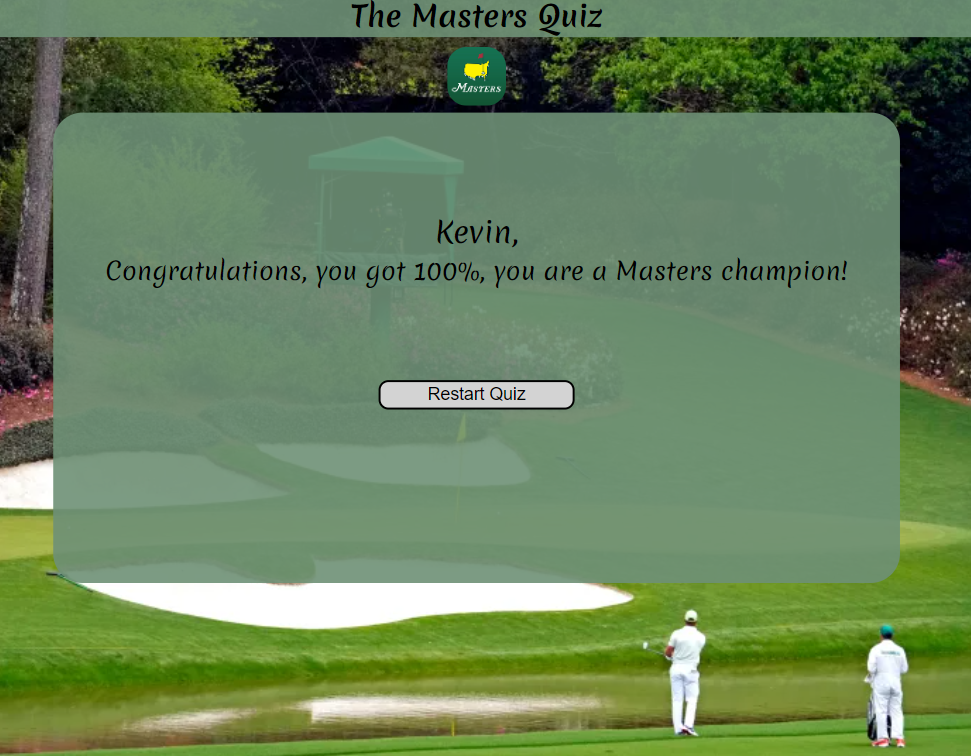 The Masters Quiz
Masters
Kevin,
Congratulations, you got 100%, you are a Masters champion!
Restart Quiz